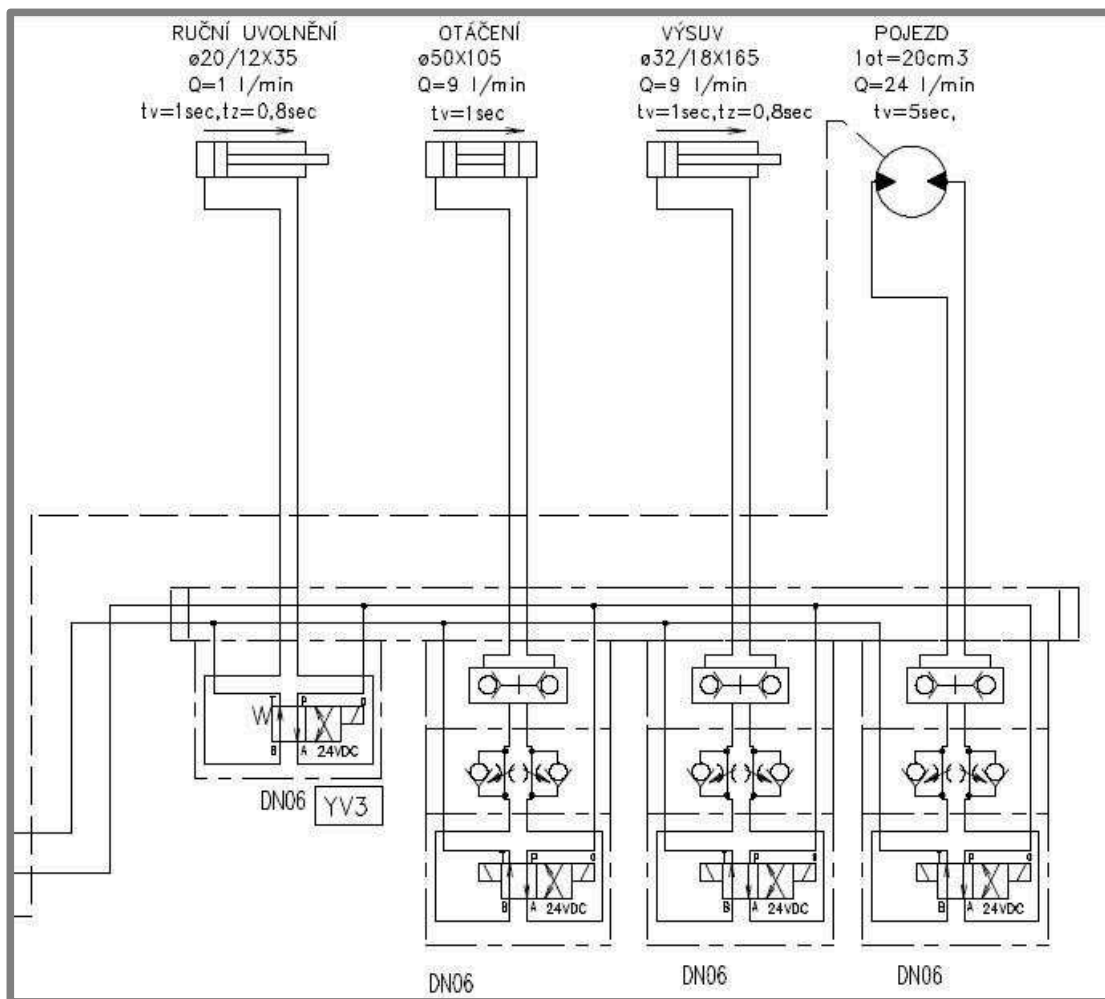 RUČNÍ UVOLNĚNÍ
ø20/12X35
Q=1 l/min
tv=1sec,tz=0,8sec
OTÁČENÍ
ø50X105
Q=9 l/min
tv=1sec
VÝSUV
ø32/18X165
Q=9 l/min
tv=1sec,tz=0,8sec
POJEZD
1ot=20cm3
Q=24 l/min
tv=5sec,
T P
B A 24VDC
DN06
YV3
T P
B A 24VDC
DN06
T P
B A 24VDC
DN06
T P
B A 24VDC
DN06